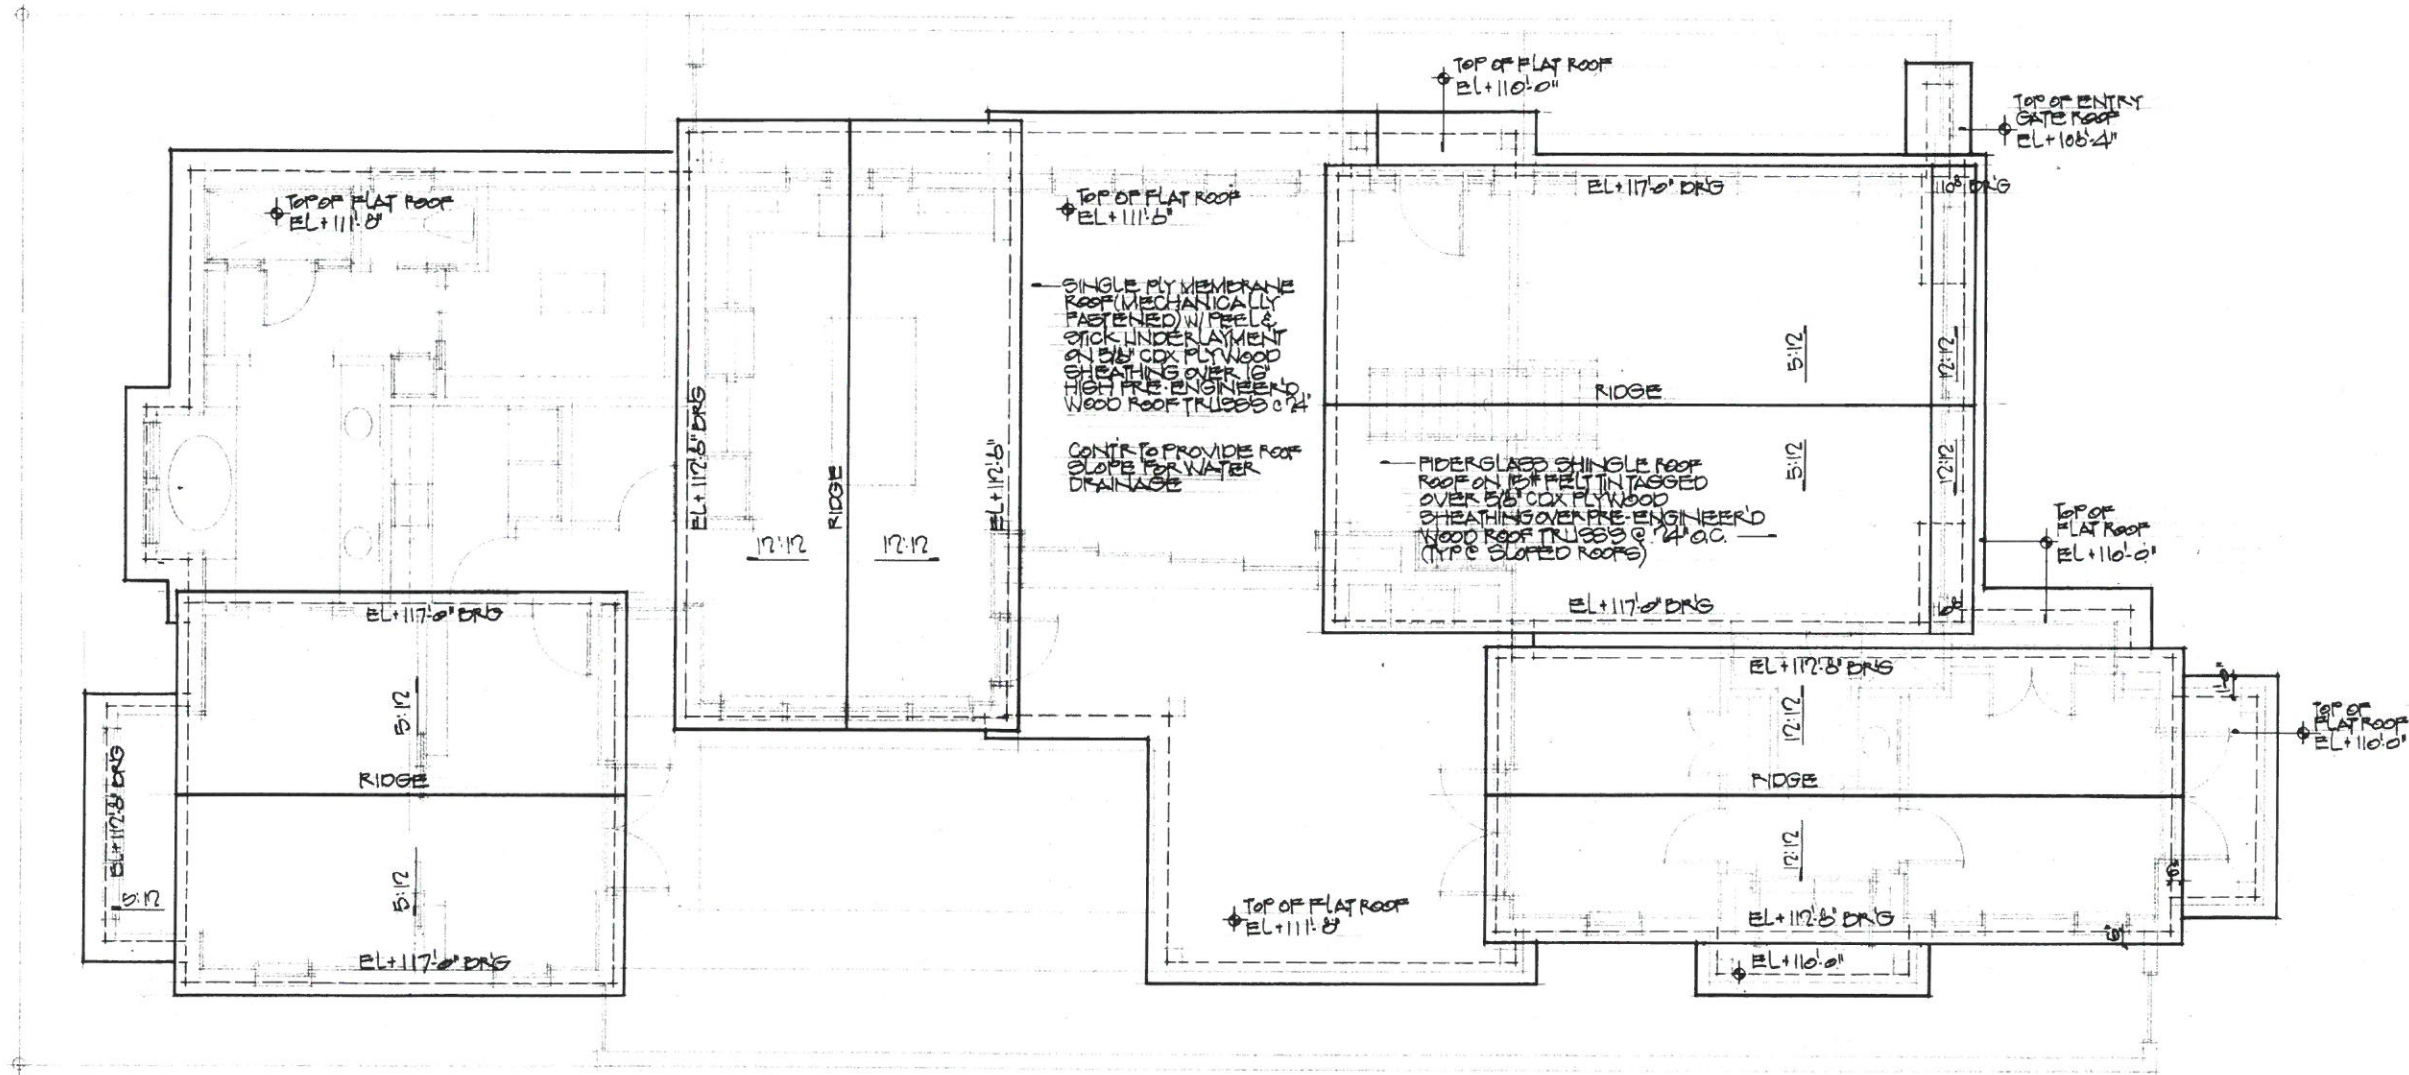 TOP OF FLAT ROOF
EL+110'-0"
TOP OF ENTRY
GATE ROOF
EL+108'-4"
TOP OF FLAT ROOF
EL+111'-8"
TOP OF FLAT ROOF
EL+111'-8"
EL+117'-0" BRG
110⁸ BRG
SINGLE PLY MEMBRANE
ROOF (MECHANICALLY
FASTENED) W/ PEEL &
STICK UNDERLAYMENT
ON 5/8" CDX PLYWOOD
SHEATHING OVER 16"
HIGH PRE-ENGINEER'D
WOOD ROOF TRUSSS @ 24"
CONTR TO PROVIDE ROOF
SLOPE FOR WATER
DRAINAGE
EL+112'-8" BRG
RIDGE
EL+112'-8"
12:12
12:12
5:12
12:12
RIDGE
5:12
12:12
FIBERGLASS SHINGLE ROOF
ROOF ON 15# FELT TIN TAGGED
OVER 5/8" CDX PLYWOOD
SHEATHING OVER PRE-ENGINEER'D
WOOD ROOF TRUSSS @ 24" O.C.
(TYP @ SLOPED ROOFS)
EL+117'-0" BRG
TOP OF
FLAT ROOF
EL+110'-0"
EL+117'-0" BRG
5:12
RIDGE
5:12
EL+117'-0" BRG
EL+112'-8" BRG
5:12
EL+112'-8" BRG
12:12
RIDGE
12:12
EL+112'-8" BRG
1'-0"
6"
6"
TOP OF
FLAT ROOF
EL+110'-0"
TOP OF FLAT ROOF
EL+111'-8"
EL+110'-0"